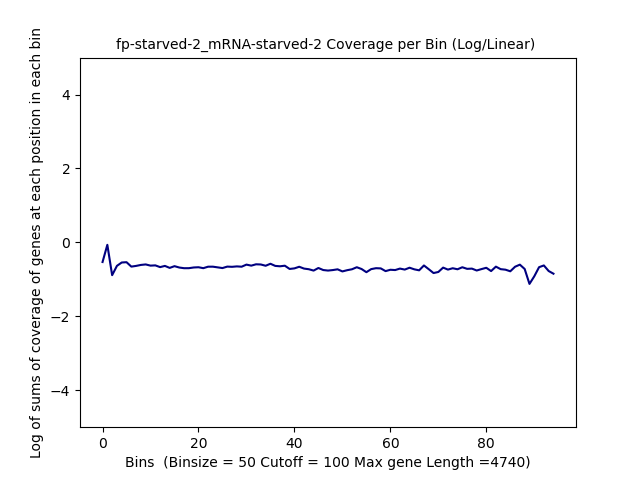 fp-starved-2_mRNA-starved-2 Coverage per Bin (Log/Linear)
Log of sums of coverage of genes at each position in each bin
4
2
0
−2
−4
0 20 40 60 80
Bins  (Binsize = 50 Cutoff = 100 Max gene Length =4740)